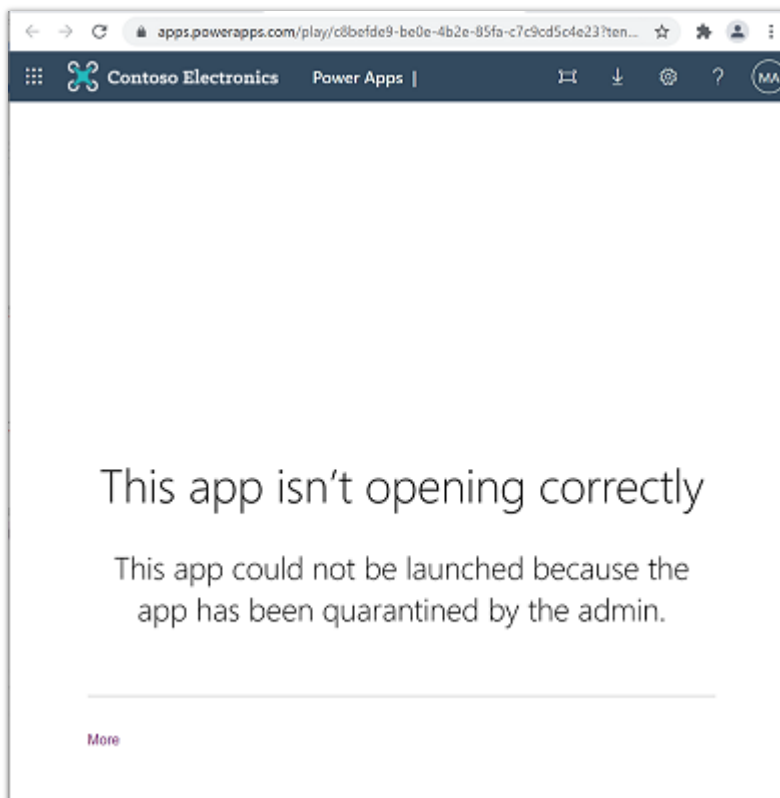 apps.powerapps.com/play/c8befde9-be0e-4b2e-85fa-c7c9cd5c4e23?ten...
Contoso Electronics Power Apps | ? MA
This app isn't opening correctly
This app could not be launched because the
app has been quarantined by the admin.
More